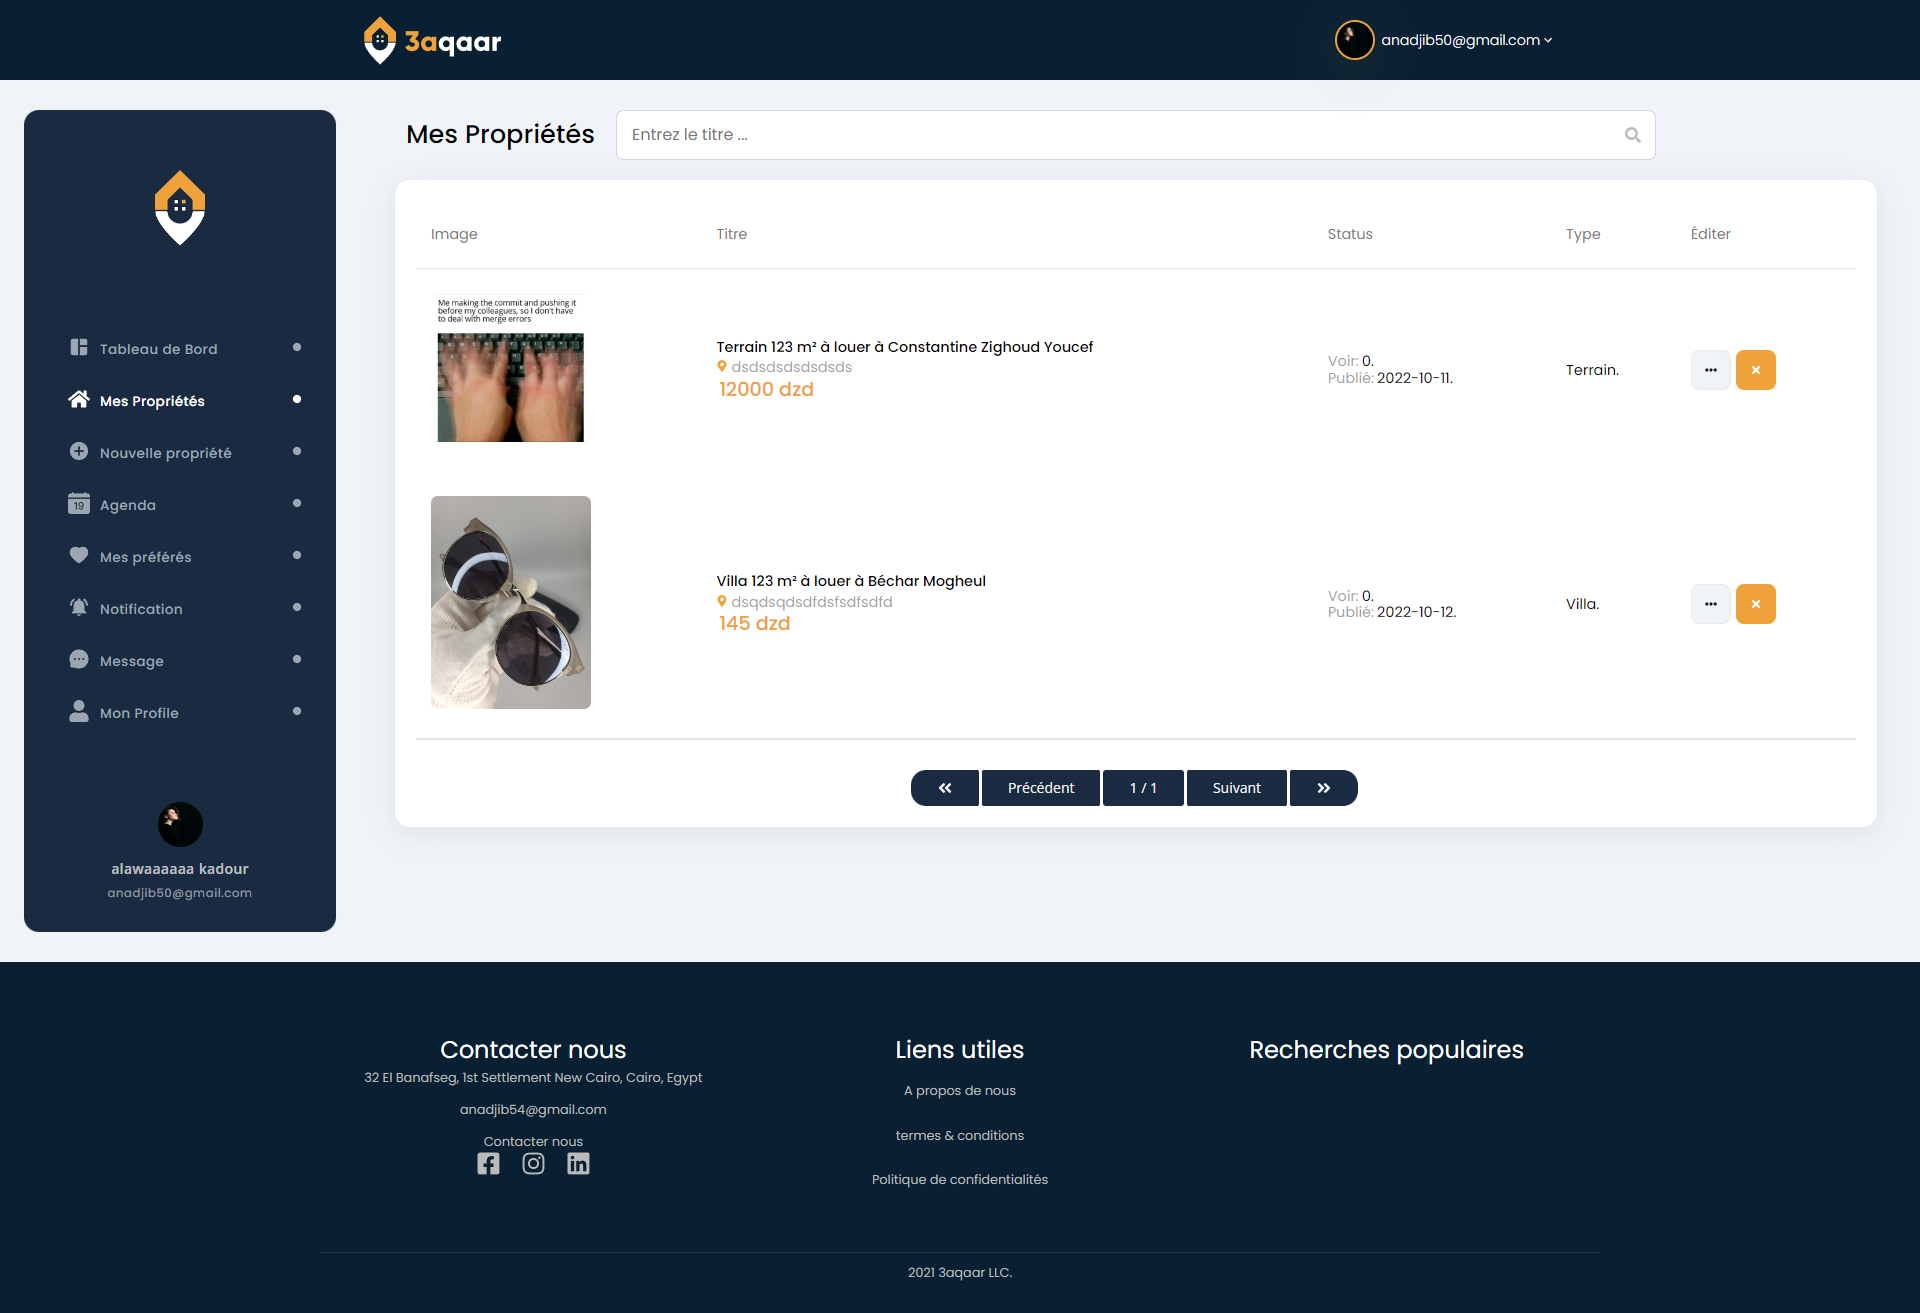 3aqaar
anadjib50@gmail.com
Tableau de Bord
Mes Propriétés
Nouvelle propriété
19
Agenda
Mes préférés
Notification
Message
Mon Profile
alawaaaaaa kadour
anadjib50@gmail.com
Mes Propriétés
Entrez le titre ...
Image Titre Status Type Éditer
Me making the commit and pushing it
before my colleagues, so I don't have
to deal with merge errors
Terrain 123 m² à louer à Constantine Zighoud Youcef
dsdsdsdsdsdsds
12000 dzd
Voir: 0.
Publié: 2022-10-11.
Terrain.
Villa 123 m² à louer à Béchar Mogheul
dsqdsqdsdfdsfsdfsdfd
145 dzd
Voir: 0.
Publié: 2022-10-12.
Villa.
Précédent 1 / 1 Suivant
Contacter nous
32 El Banafseg, 1st Settlement New Cairo, Cairo, Egypt
anadjib54@gmail.com
Contacter nous
Liens utiles
A propos de nous
termes & conditions
Politique de confidentialités
Recherches populaires
2021 3aqaar LLC.